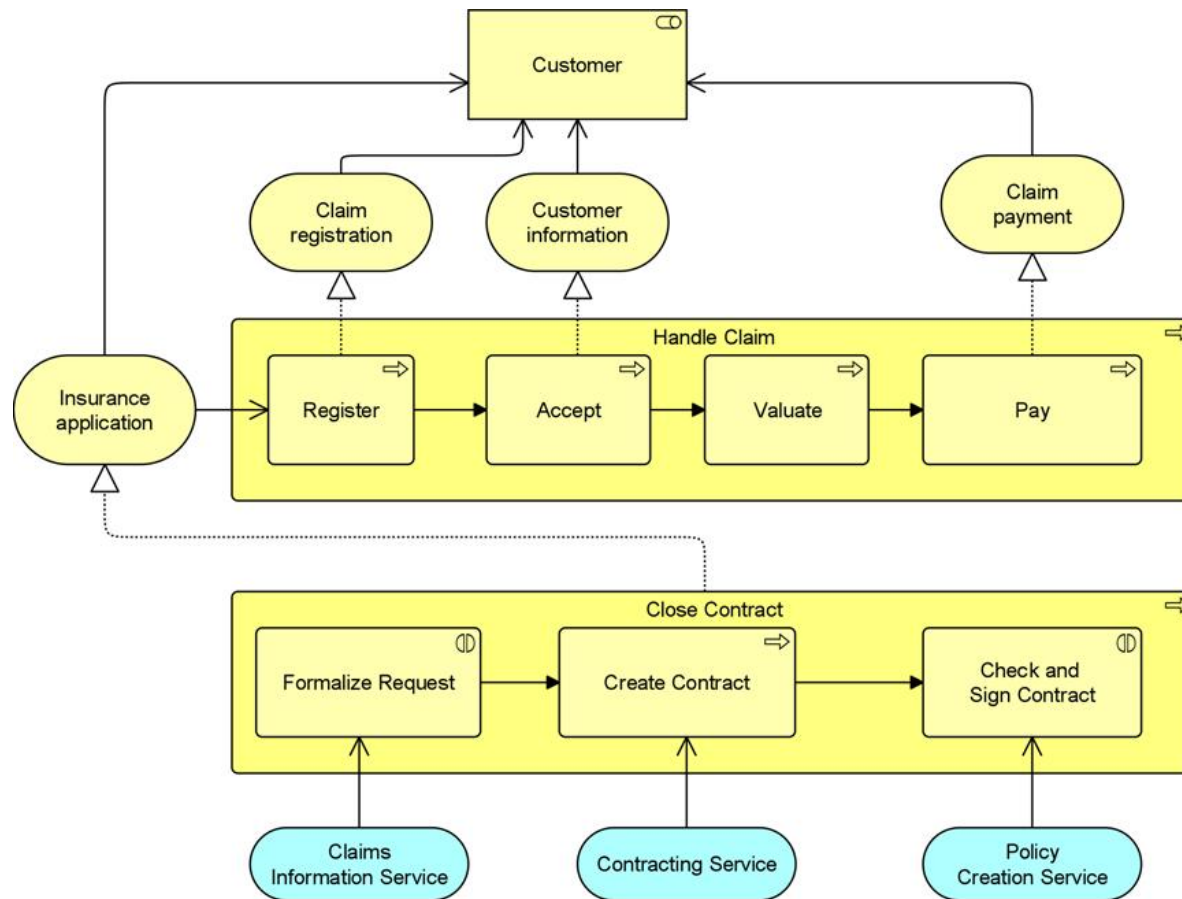 Customer
Claim
registration
Customer
information
Claim
payment
Handle Claim
Insurance
application
Register
Accept
Valuate
Pay
Close Contract
Formalize Request
Create Contract
Check and
Sign Contract
Claims
Information Service
Contracting Service
Policy
Creation Service